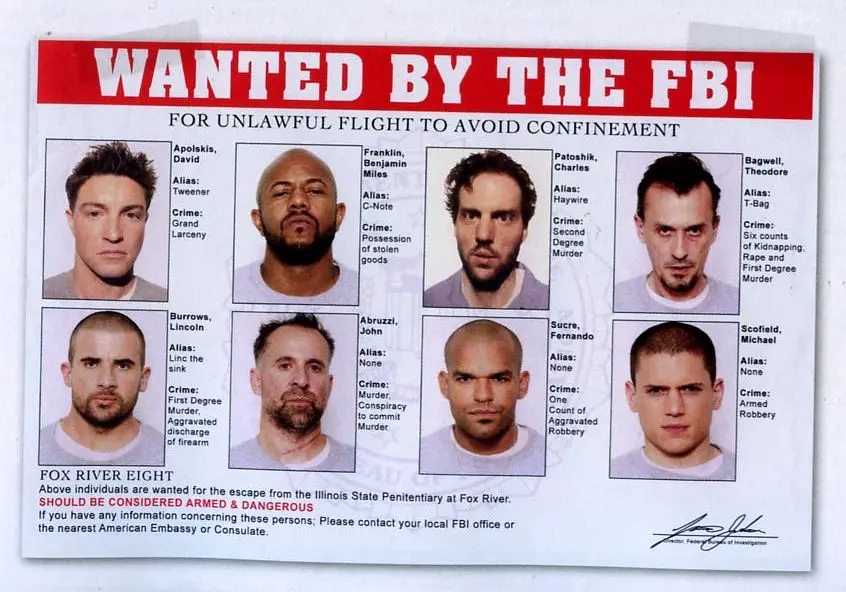 WANTED BY THE FBI
FOR UNLAWFUL FLIGHT TO AVOID CONFINEMENT
Apolskis,
David
Alias:
Tweener
Crime:
Grand
Larceny
Franklin,
Benjamin
Miles
Alias:
C-Note
Crime:
Possession
of stolen
goods
Patoshik,
Charles
Alias:
Haywire
Crime:
Second
Degree
Murder
Bagwell,
Theodore
Alias:
T-Bag
Crime:
Six counts
of Kidnapping,
Rape and
First Degree
Murder
Burrows,
Lincoln
Alias:
Linc the
sink
Crime:
First Degree
Murder,
Aggravated
discharge
of firearm
Abruzzi,
John
Alias:
None
Crime:
Murder,
Conspiracy
to commit
Murder
Sucre,
Fernando
Alias:
None
Crime:
One
Count of
Aggravated
Robbery
Scofield,
Michael
Alias:
None
Crime:
Armed
Robbery
FOX RIVER EIGHT
Above individuals are wanted for the escape from the Illinois State Penitentiary at Fox River.
SHOULD BE CONSIDERED ARMED & DANGEROUS
If you have any information concerning these persons; Please contact your local FBI office or
the nearest American Embassy or Consulate.
Director, Federal Bureau of Investigation